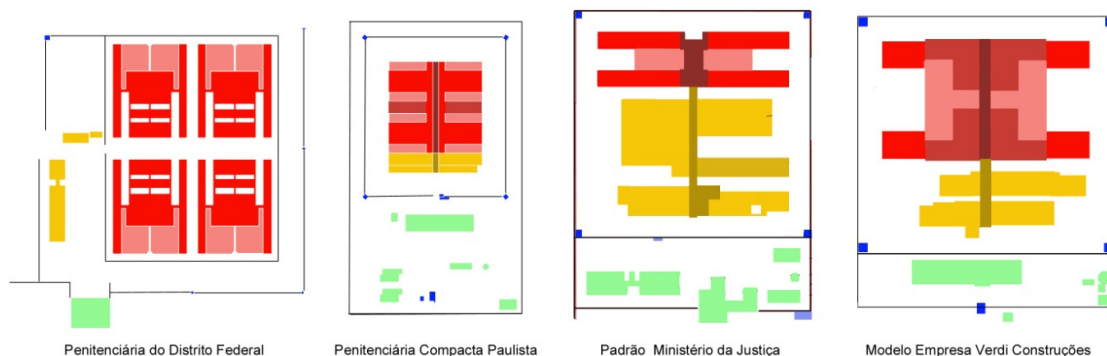 Penitenciária do Distrito Federal
Penitenciária Compacta Paulista
Padrão Ministério da Justiça
Modelo Empresa Verdi Construções